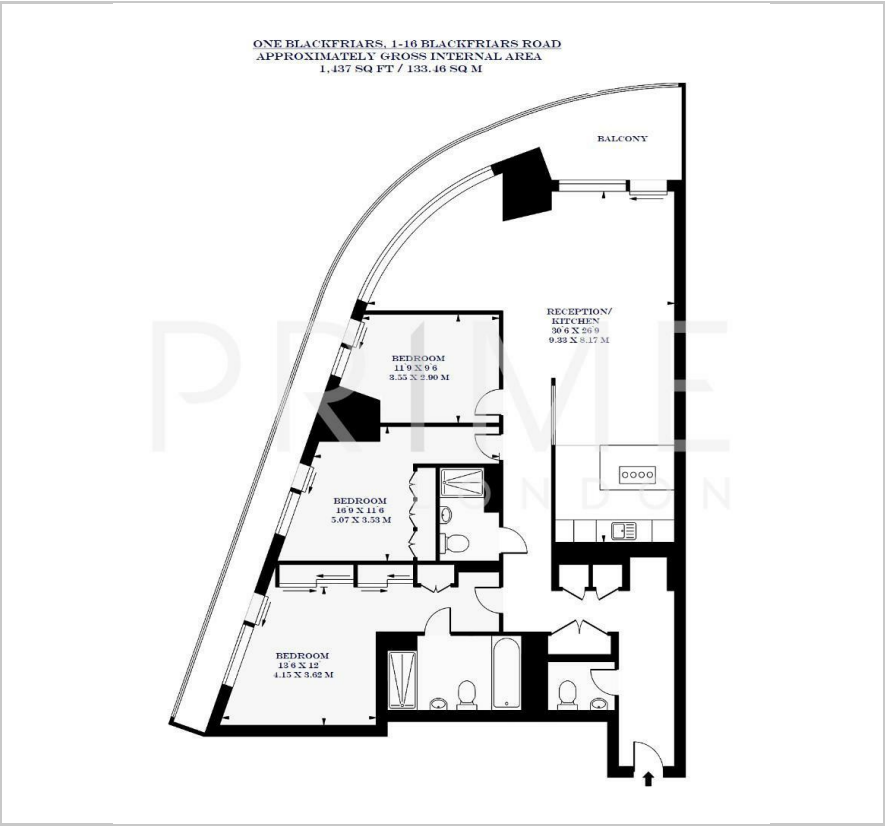 ONE BLACKFRIARS, 1-16 BLACKFRIARS ROAD
APPROXIMATELY GROSS INTERNAL AREA
1,437 SQ FT / 133.46 SQ M
BALCONY
RECEPTION/
KITCHEN
30'6 X 26'9
9.33 X 8.17 M
BEDROOM
11'9 X 9'6
3.55 X 2.90 M
PRIME
LONDON
BEDROOM
16'9 X 11'6
5.07 X 3.53 M
BEDROOM
13'6 X 12'
4.15 X 3.62 M